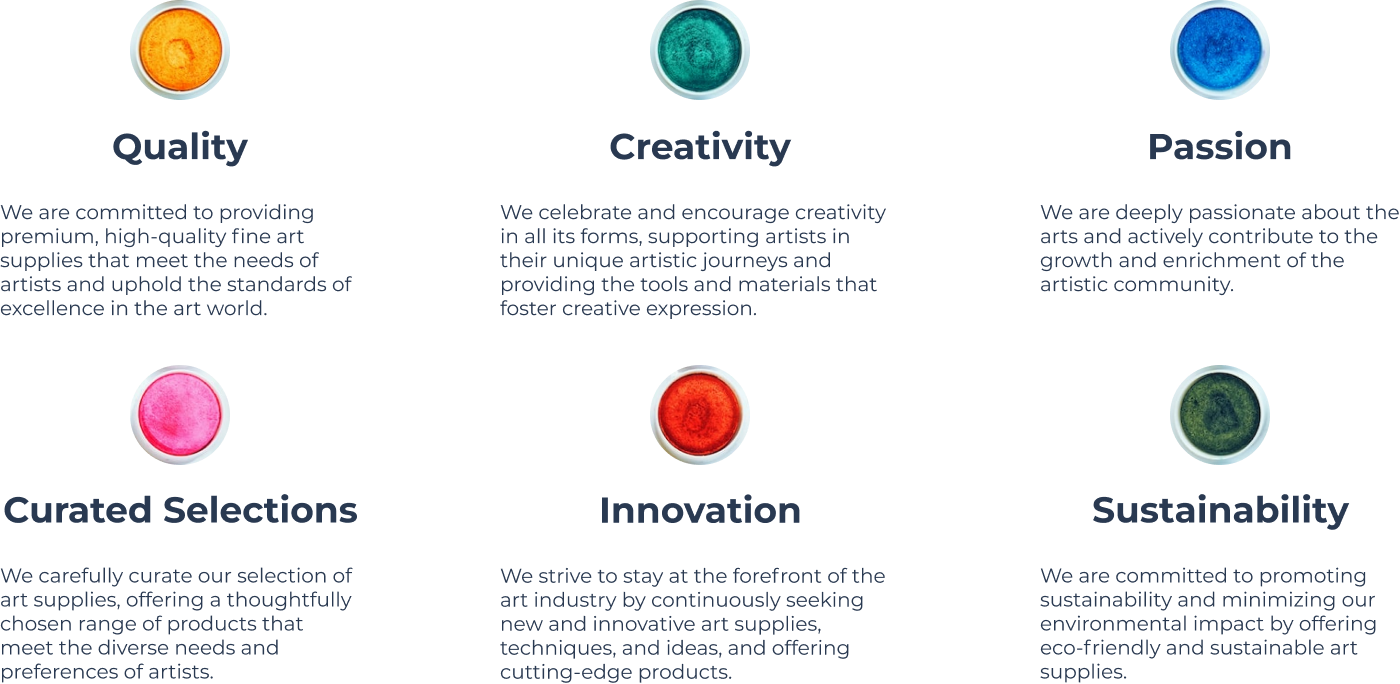 Quality
We are committed to providing
premium, high-quality fine art
supplies that meet the needs of
artists and uphold the standards of
excellence in the art world.
Creativity
We celebrate and encourage creativity
in all its forms, supporting artists in
their unique artistic journeys and
providing the tools and materials that
foster creative expression.
Passion
We are deeply passionate about the
arts and actively contribute to the
growth and enrichment of the
artistic community.
Curated Selections
We carefully curate our selection of
art supplies, offering a thoughtfully
chosen range of products that
meet the diverse needs and
preferences of artists.
Innovation
We strive to stay at the forefront of the
art industry by continuously seeking
new and innovative art supplies,
techniques, and ideas, and offering
cutting-edge products.
Sustainability
We are committed to promoting
sustainability and minimizing our
environmental impact by offering
eco-friendly and sustainable art
supplies.